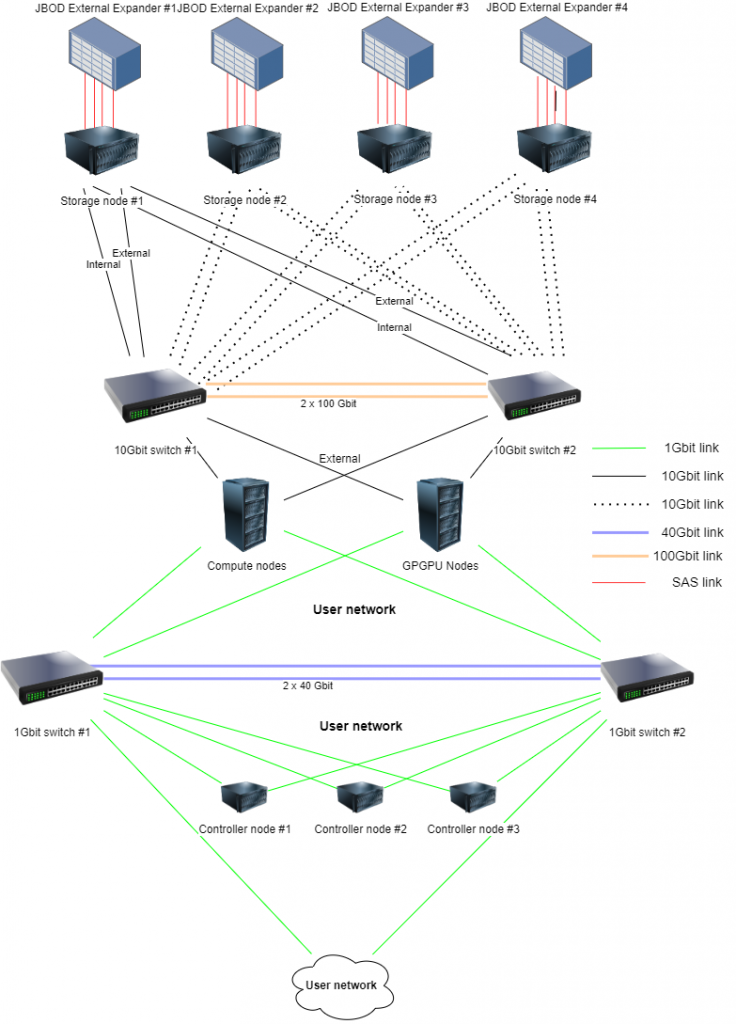 JBOD External Expander #1
JBOD External Expander #2
JBOD External Expander #3
JBOD External Expander #4
Storage node #1
Storage node #2
Storage node #3
Storage node #4
External
Internal
External
Internal
2 x 100 Gbit
10Gbit switch #1
10Gbit switch #2
External
1Gbit link
10Gbit link
10Gbit link
40Gbit link
100Gbit link
SAS link
Compute nodes
GPGPU Nodes
User network
2 x 40 Gbit
User network
1Gbit switch #1
1Gbit switch #2
Controller node #1
Controller node #2
Controller node #3
User network